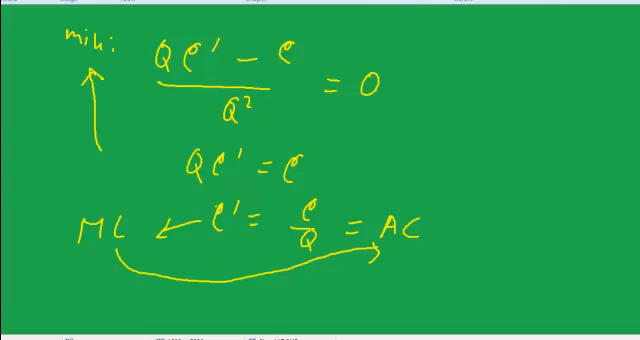 min:
QC' - C / Q² = 0
QC' = C
MC ← C' = C/Q = AC